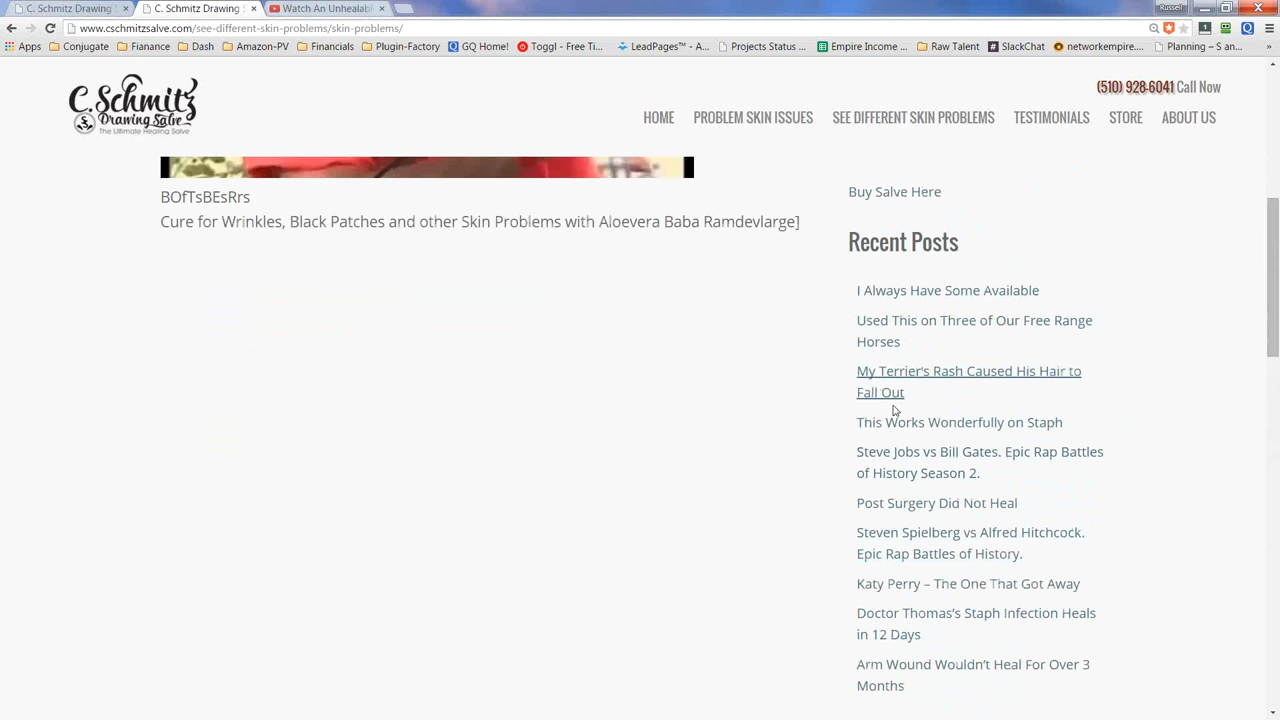 C. Schmitz Drawing
C. Schmitz Drawing
Watch An Unhealab
Russell
www.cschmitzsalve.com/see-different-skin-problems/skin-problems/
Apps
Conjugate
Fianance
Dash
Amazon-PV
Financials
Plugin-Factory
GQ Home!
Toggl - Free Ti...
LeadPages™ - A...
Projects Status ...
Empire Income ...
Raw Talent
SlackChat
networkempire....
Planning – S an...
C. Schmitz
Drawing Salve
The Ultimate Healing Salve
(510) 928-6041 Call Now
HOME
PROBLEM SKIN ISSUES
SEE DIFFERENT SKIN PROBLEMS
TESTIMONIALS
STORE
ABOUT US
BOfTsBEsRrs
Cure for Wrinkles, Black Patches and other Skin Problems with Aloevera Baba Ramdevlarge]
Buy Salve Here
Recent Posts
I Always Have Some Available
Used This on Three of Our Free Range
Horses
My Terrier's Rash Caused His Hair to
Fall Out
This Works Wonderfully on Staph
Steve Jobs vs Bill Gates. Epic Rap Battles
of History Season 2.
Post Surgery Did Not Heal
Steven Spielberg vs Alfred Hitchcock.
Epic Rap Battles of History.
Katy Perry – The One That Got Away
Doctor Thomas's Staph Infection Heals
in 12 Days
Arm Wound Wouldn't Heal For Over 3
Months